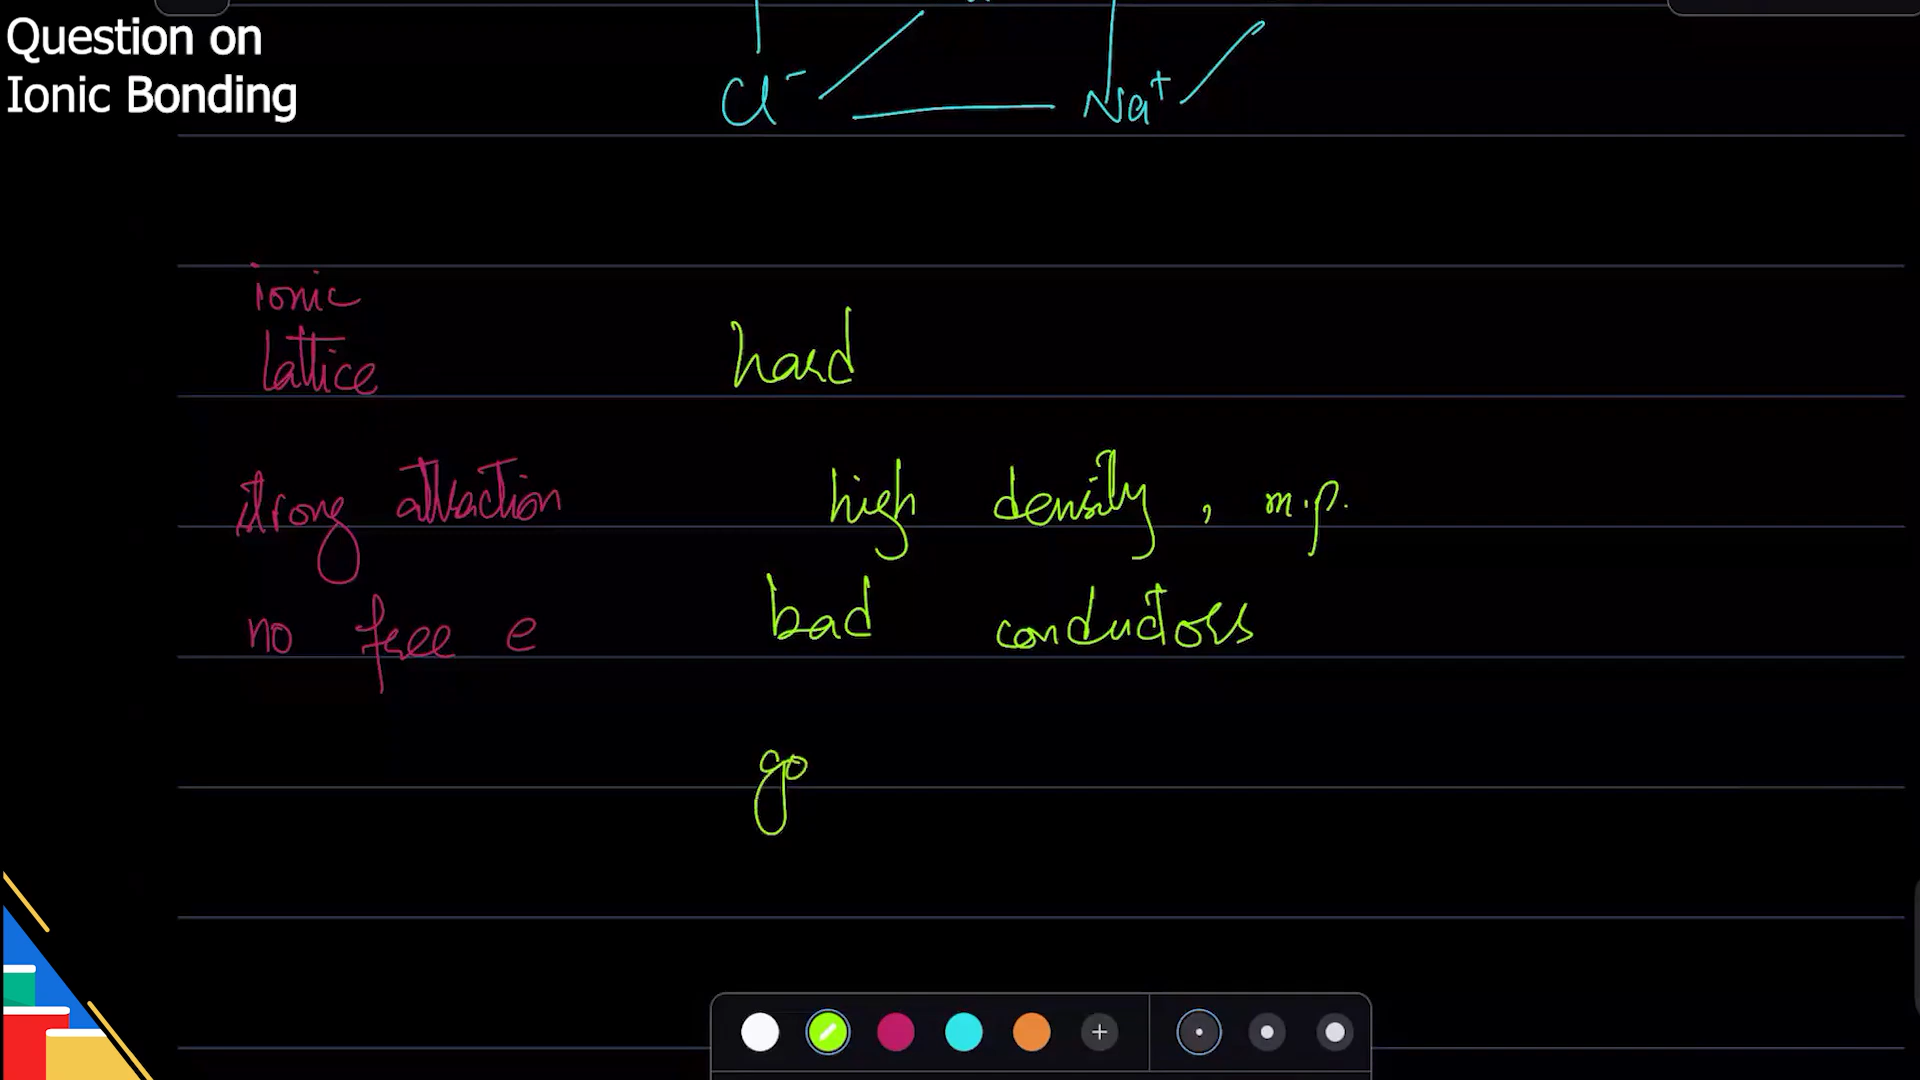 Question on
Ionic Bonding
Cl⁻ Na⁺
ionic
lattice hard
strong attraction high density, m.p.
no free e bad conductors
go